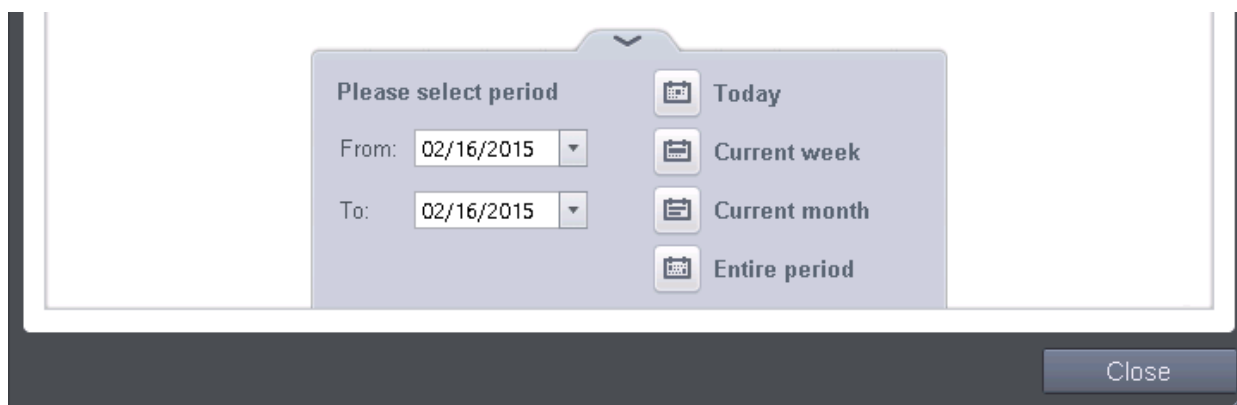 Please select period
From: 02/16/2015
To: 02/16/2015
Today
Current week
Current month
Entire period
Close